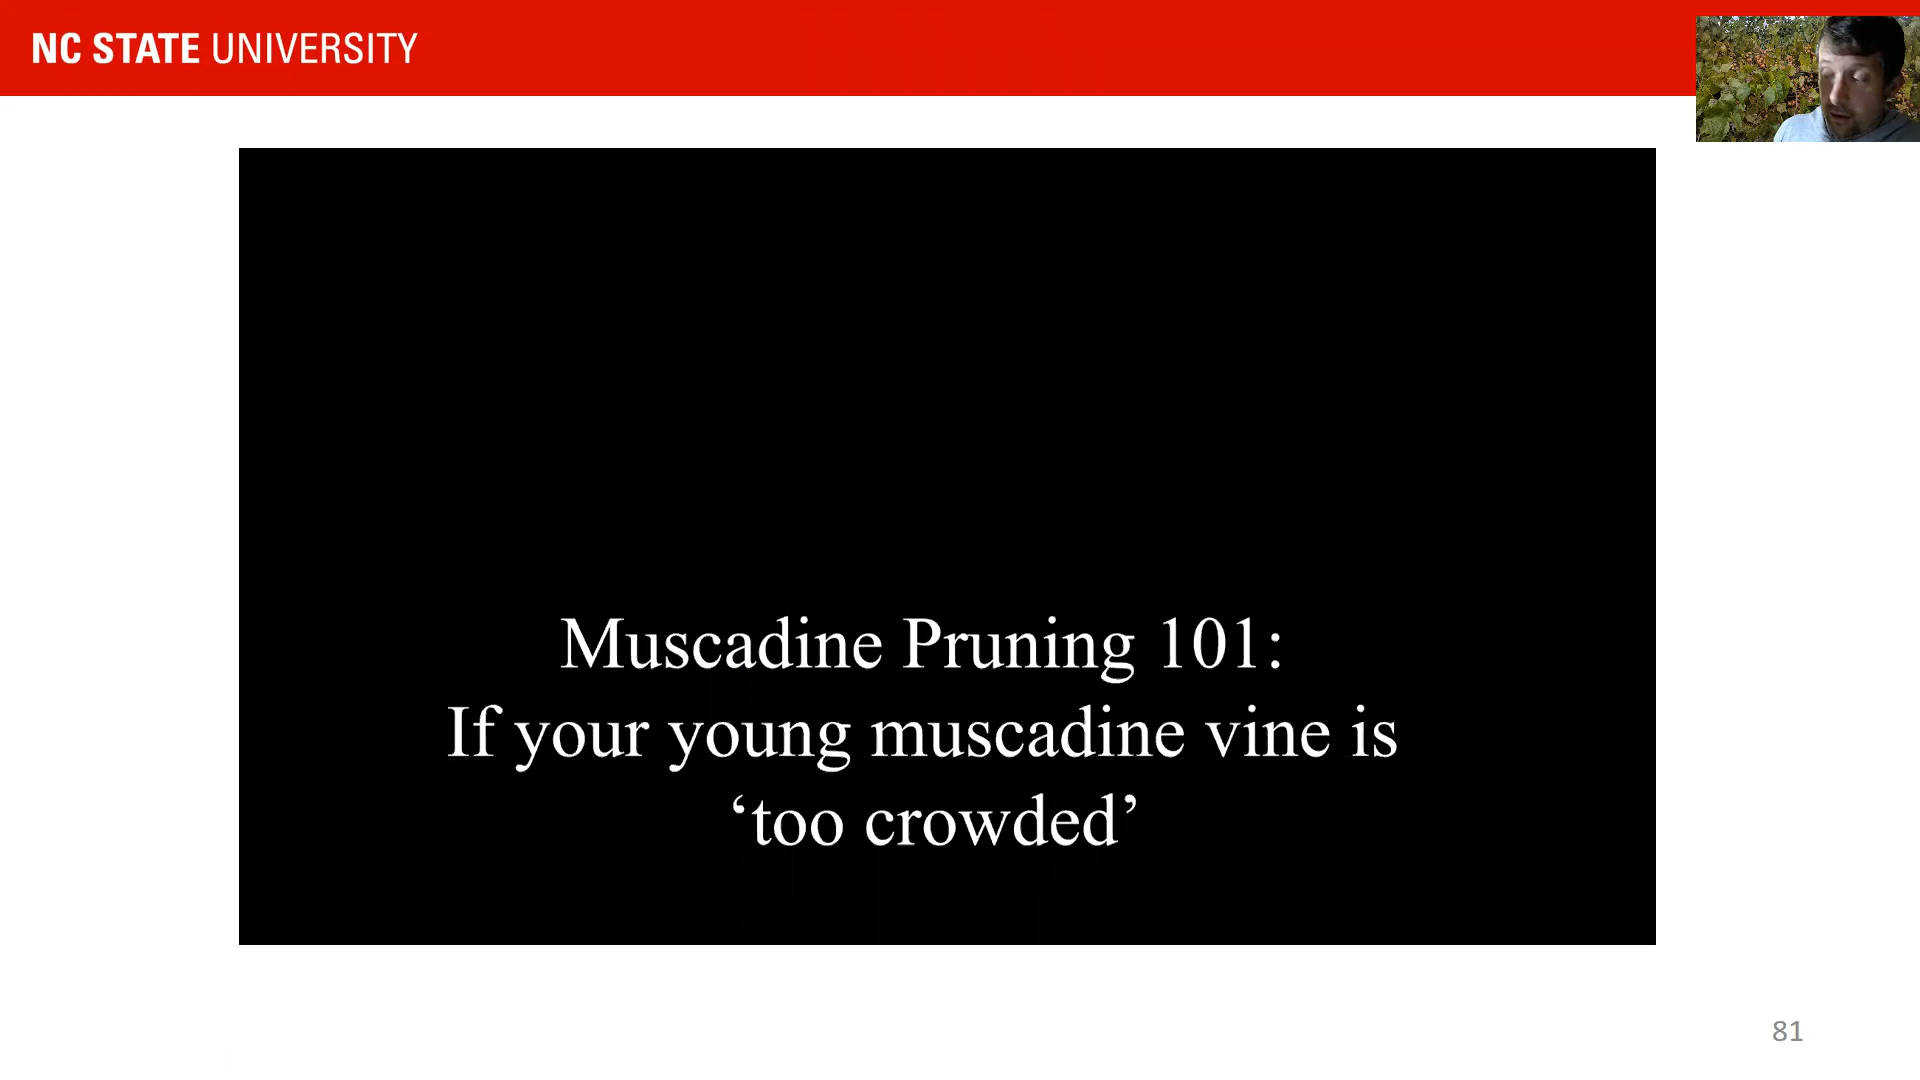 NC STATE UNIVERSITY
Muscadine Pruning 101:
If your young muscadine vine is
‘too crowded’
81